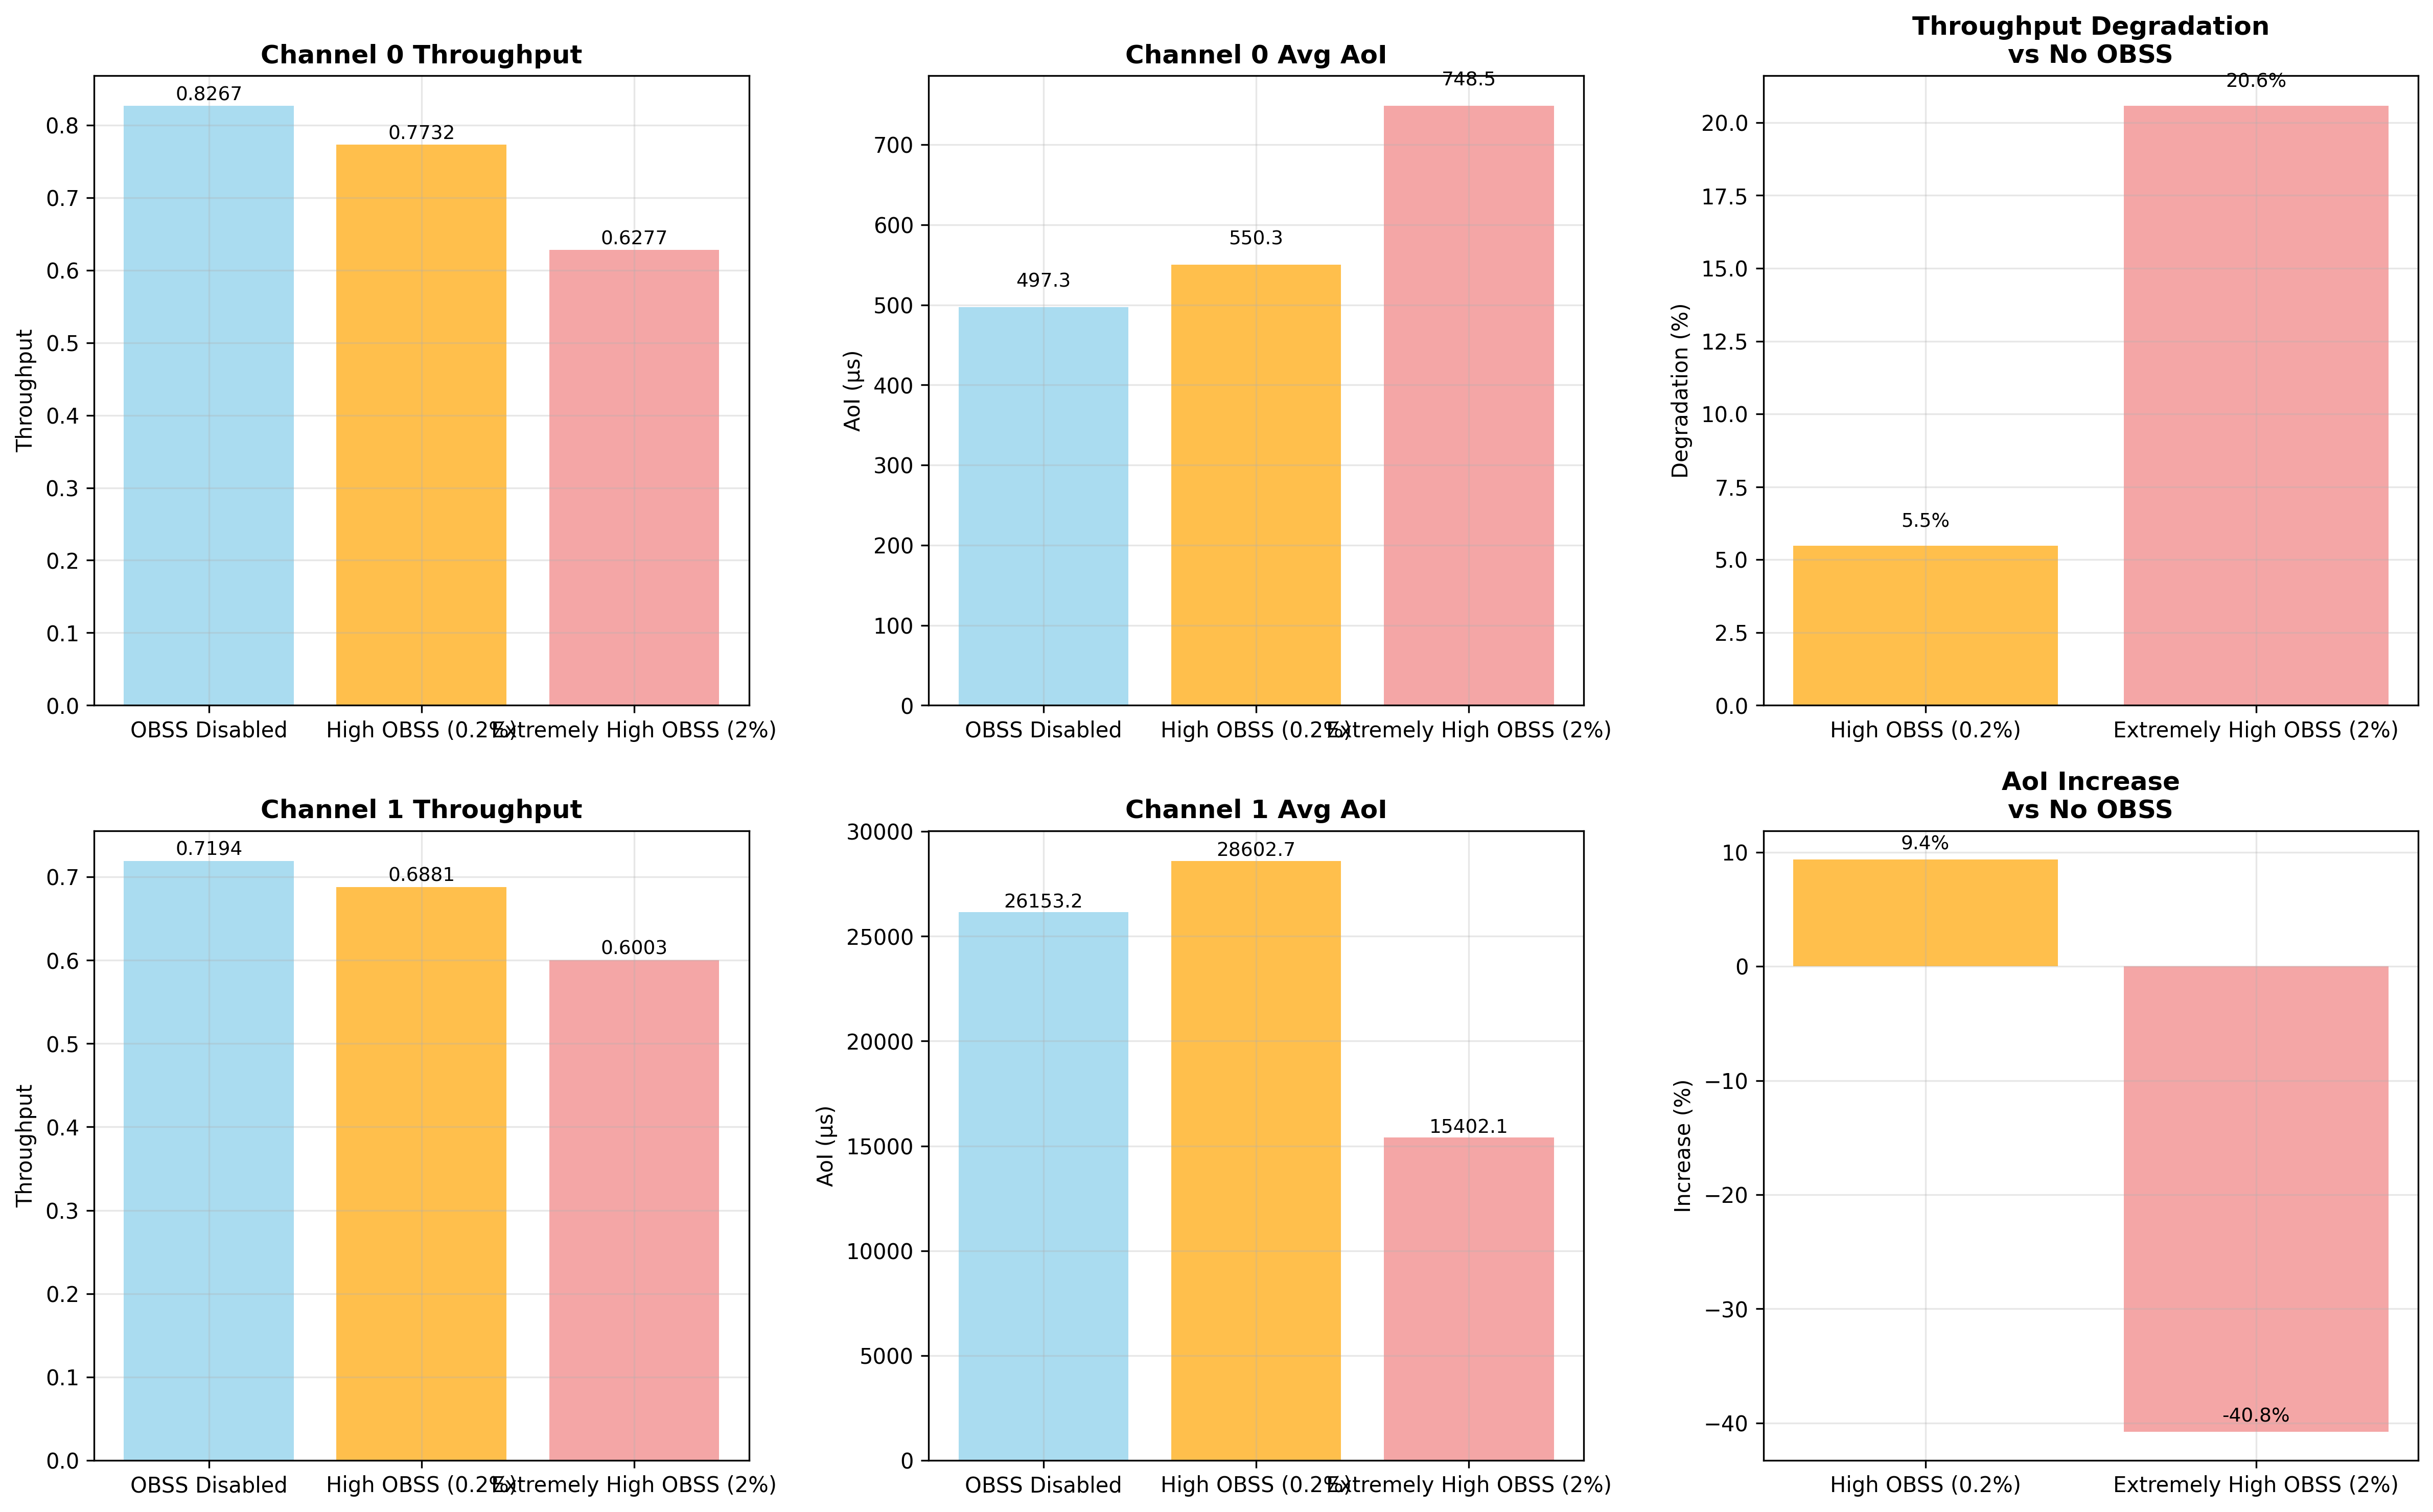 Channel 0 Throughput
Throughput
0.8
0.7
0.6
0.5
0.4
0.3
0.2
0.1
0.0
0.8267
0.7732
0.6277
OBSS Disabled
High OBSS (0.2%)
Extremely High OBSS (2%)
Channel 0 Avg AoI
AoI (µs)
700
600
500
400
300
200
100
0
497.3
550.3
748.5
OBSS Disabled
High OBSS (0.2%)
Extremely High OBSS (2%)
Throughput Degradation
vs No OBSS
Degradation (%)
20.0
17.5
15.0
12.5
10.0
7.5
5.0
2.5
0.0
5.5%
20.6%
High OBSS (0.2%)
Extremely High OBSS (2%)
Channel 1 Throughput
Throughput
0.7
0.6
0.5
0.4
0.3
0.2
0.1
0.0
0.7194
0.6881
0.6003
OBSS Disabled
High OBSS (0.2%)
Extremely High OBSS (2%)
Channel 1 Avg AoI
AoI (µs)
30000
25000
20000
15000
10000
5000
0
26153.2
28602.7
15402.1
OBSS Disabled
High OBSS (0.2%)
Extremely High OBSS (2%)
AoI Increase
vs No OBSS
Increase (%)
10
0
−10
−20
−30
−40
9.4%
-40.8%
High OBSS (0.2%)
Extremely High OBSS (2%)